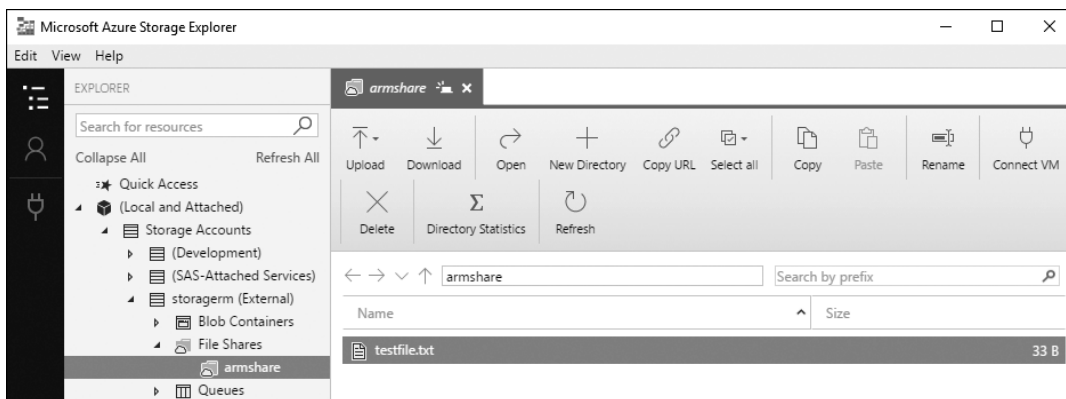 Microsoft Azure Storage Explorer
Edit View Help
EXPLORER
Search for resources
Collapse All Refresh All
Quick Access
(Local and Attached)
Storage Accounts
(Development)
(SAS-Attached Services)
storagerm (External)
Blob Containers
File Shares
armshare
Queues
armshare
Upload Download Open New Directory Copy URL Select all Copy Paste Rename Connect VM
Delete Directory Statistics Refresh
armshare Search by prefix
Name Size
testfile.txt 33 B